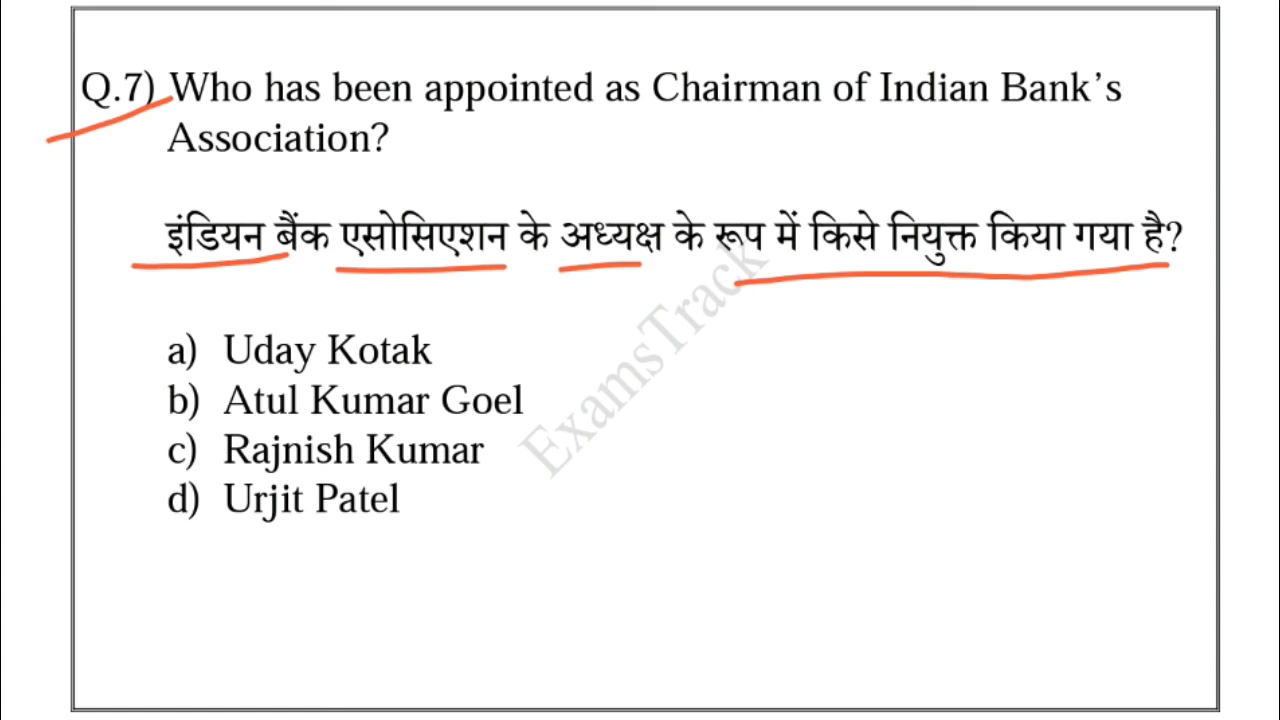 Q.7) Who has been appointed as Chairman of Indian Bank’s
Association?
इंडियन बैंक एसोसिएशन के अध्यक्ष के रूप में किसे नियुक्त किया गया है?
a) Uday Kotak
b) Atul Kumar Goel
c) Rajnish Kumar
d) Urjit Patel
ExamsTrack